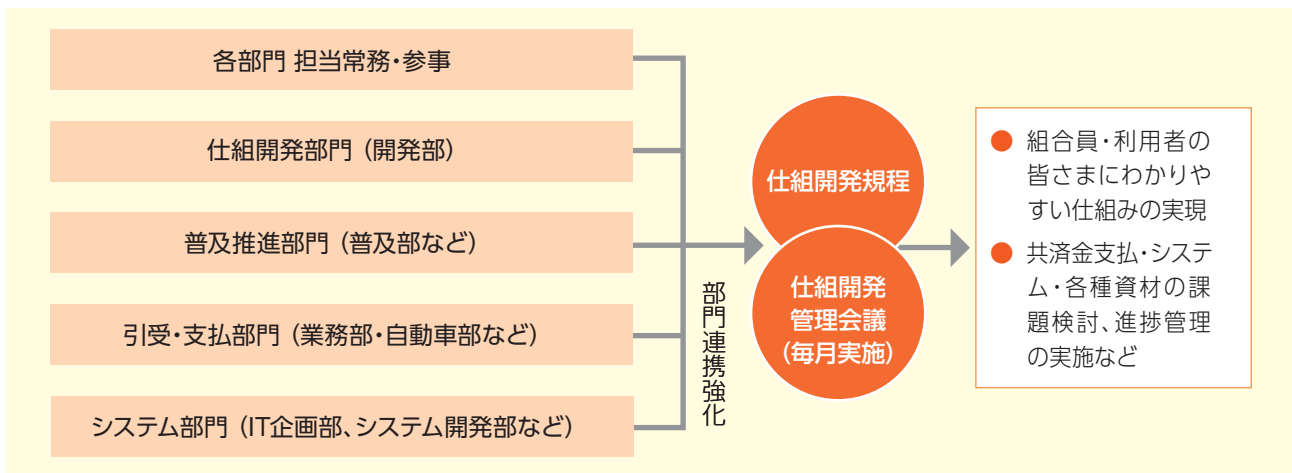 各部門 担当常務・参事
仕組開発部門（開発部）
普及推進部門（普及部など）
引受・支払部門（業務部・自動車部など）
システム部門（IT企画部、システム開発部など）
部門連携強化
仕組開発規程
仕組開発
管理会議
（毎月実施）
● 組合員・利用者の
皆さまにわかりや
すい仕組みの実現
● 共済金支払・システ
ム・各種資材の課
題検討、進捗管理
の実施など